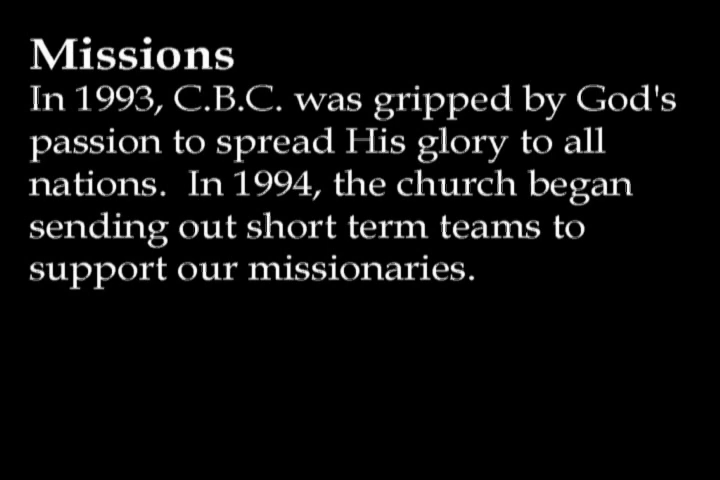 Missions
In 1993, C.B.C. was gripped by God's
passion to spread His glory to all
nations.  In 1994, the church began
sending out short term teams to
support our missionaries.